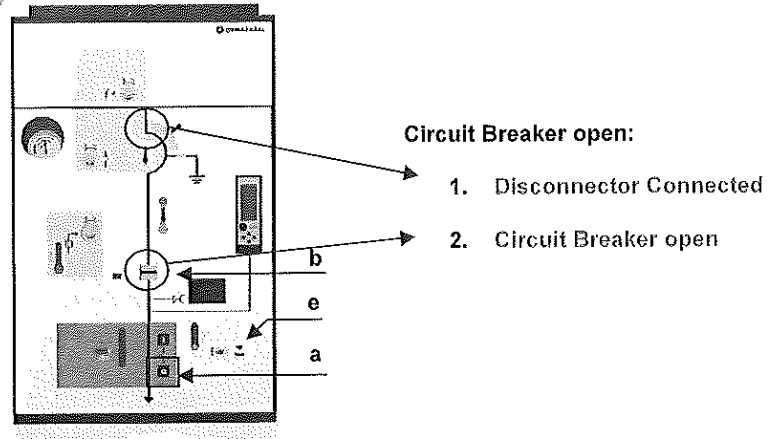 Circuit Breaker open:
1. Disconnector Connected
2. Circuit Breaker open
b
e
a